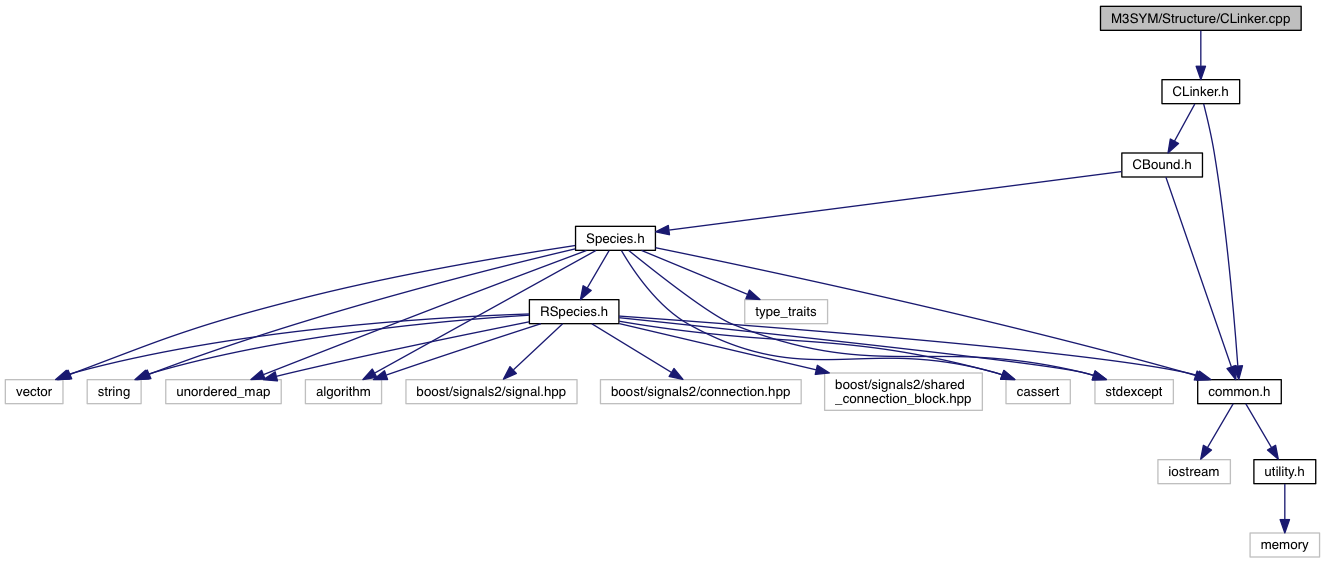 M3SYM/Structure/CLinker.cpp
CLinker.h
CBound.h
Species.h
RSpecies.h
type_traits
vector
string
unordered_map
algorithm
boost/signals2/signal.hpp
boost/signals2/connection.hpp
boost/signals2/shared
_connection_block.hpp
cassert
stdexcept
common.h
iostream
utility.h
memory